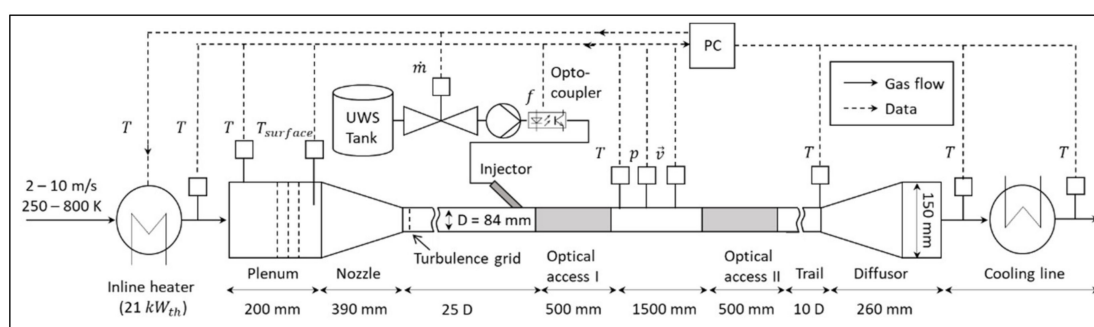 PC
Gas flow
Data
ṁ
Opto-
coupler
f
UWS
Tank
T
T
T
T_surface
T
p
v⃗
T
T
T
Injector
2 – 10 m/s
250 – 800 K
D = 84 mm
150 mm
Turbulence grid
Inline heater
(21 kW_th)
Plenum
Nozzle
Optical
access I
Optical
access II
Trail
Diffusor
Cooling line
200 mm
390 mm
25 D
500 mm
1500 mm
500 mm
10 D
260 mm